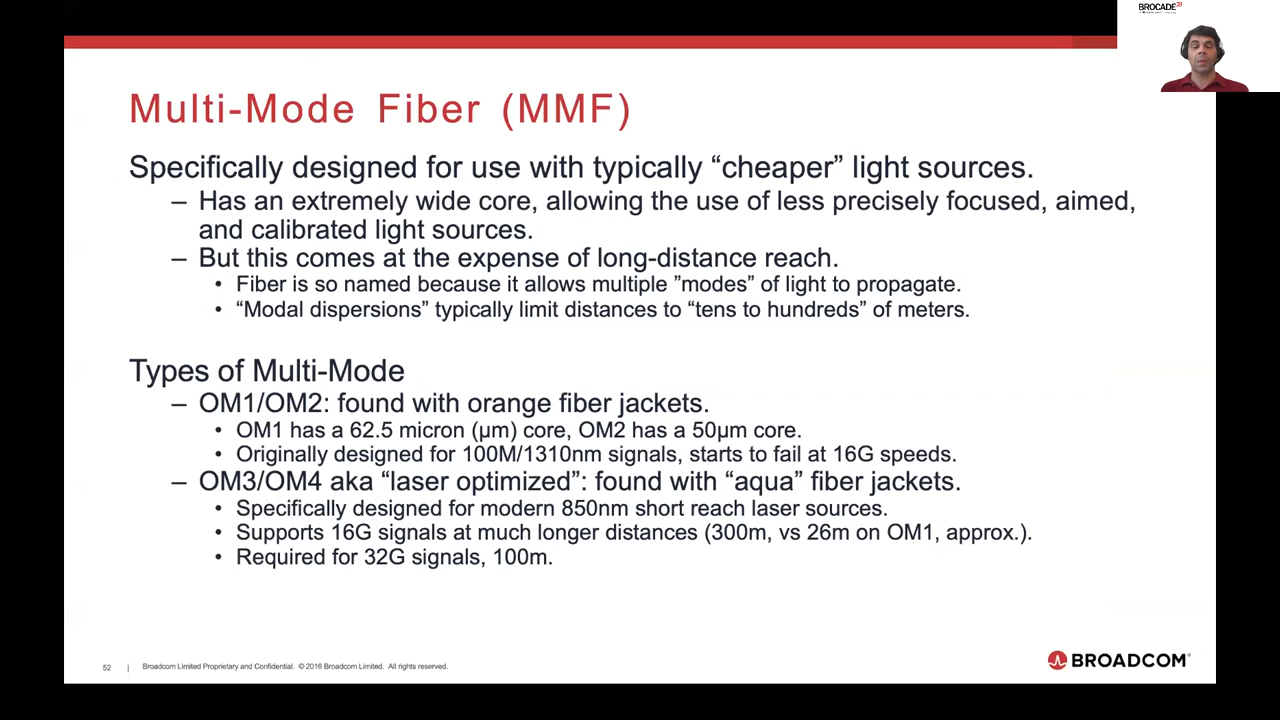 BROCADE
Multi-Mode Fiber (MMF)
Specifically designed for use with typically “cheaper” light sources.
– Has an extremely wide core, allowing the use of less precisely focused, aimed,
and calibrated light sources.
– But this comes at the expense of long-distance reach.
• Fiber is so named because it allows multiple ”modes” of light to propagate.
• “Modal dispersions” typically limit distances to “tens to hundreds” of meters.
Types of Multi-Mode
– OM1/OM2: found with orange fiber jackets.
• OM1 has a 62.5 micron (µm) core, OM2 has a 50µm core.
• Originally designed for 100M/1310nm signals, starts to fail at 16G speeds.
– OM3/OM4 aka “laser optimized”: found with “aqua” fiber jackets.
• Specifically designed for modern 850nm short reach laser sources.
• Supports 16G signals at much longer distances (300m, vs 26m on OM1, approx.).
• Required for 32G signals, 100m.
52 | Broadcom Limited Proprietary and Confidential. © 2016 Broadcom Limited. All rights reserved.
BROADCOM®